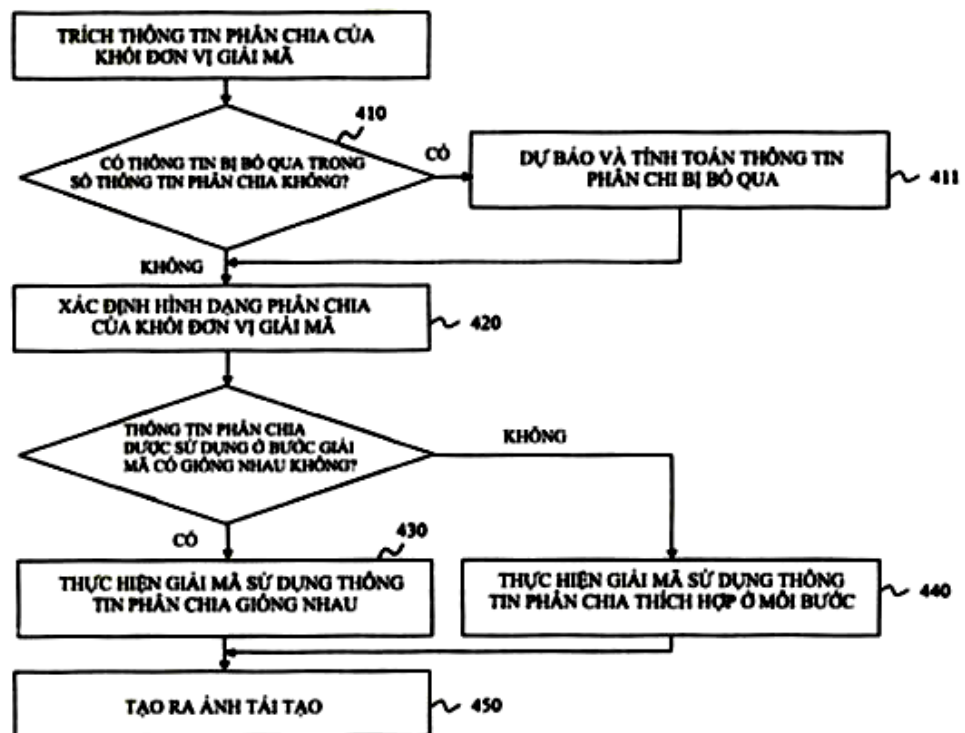 TRÍCH THÔNG TIN PHÂN CHIA CỦA
KHỐI ĐƠN VỊ GIẢI MÃ
410
CÓ THÔNG TIN BỊ BỎ QUA TRONG
SỐ THÔNG TIN PHÂN CHIA KHÔNG?
CÓ
DỰ BÁO VÀ TÍNH TOÁN THÔNG TIN
PHÂN CHI BỊ BỎ QUA
411
KHÔNG
XÁC ĐỊNH HÌNH DẠNG PHÂN CHIA
CỦA KHỐI ĐƠN VỊ GIẢI MÃ
420
THÔNG TIN PHÂN CHIA
ĐƯỢC SỬ DỤNG Ở BƯỚC GIẢI
MÃ CÓ GIỐNG NHAU KHÔNG?
KHÔNG
CÓ
430
THỰC HIỆN GIẢI MÃ SỬ DỤNG THÔNG
TIN PHÂN CHIA GIỐNG NHAU
THỰC HIỆN GIẢI MÃ SỬ DỤNG THÔNG
TIN PHÂN CHIA THÍCH HỢP Ở MỖI BƯỚC
440
TẠO RA ẢNH TÁI TẠO
450